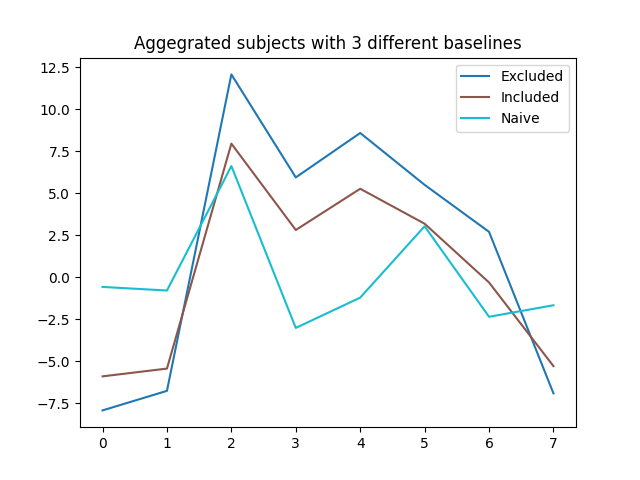 Aggegrated subjects with 3 different baselines
12.5
10.0
7.5
5.0
2.5
0.0
−2.5
−5.0
−7.5
Excluded
Included
Naive
0 1 2 3 4 5 6 7